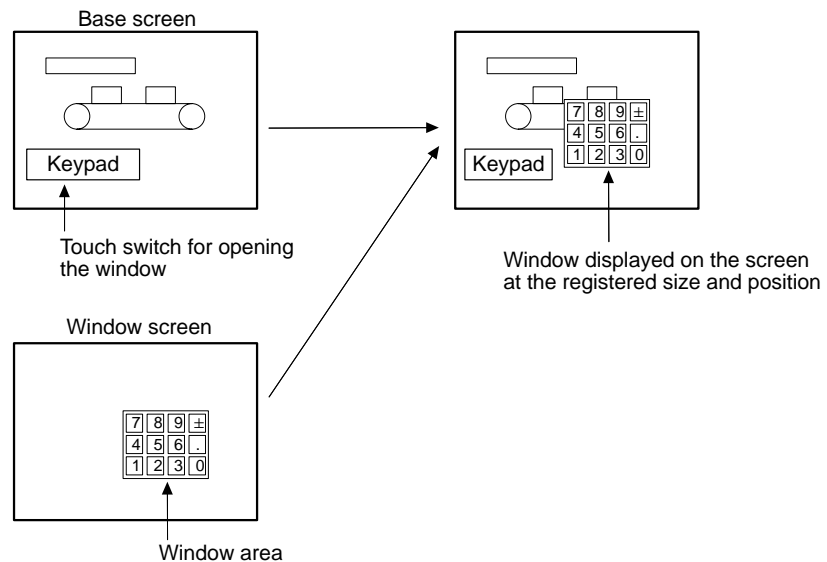 Base screen
Keypad
Touch switch for opening
the window
7 8 9 ±
4 5 6 .
1 2 3 0
Keypad
Window displayed on the screen
at the registered size and position
Window screen
7 8 9 ±
4 5 6 .
1 2 3 0
Window area